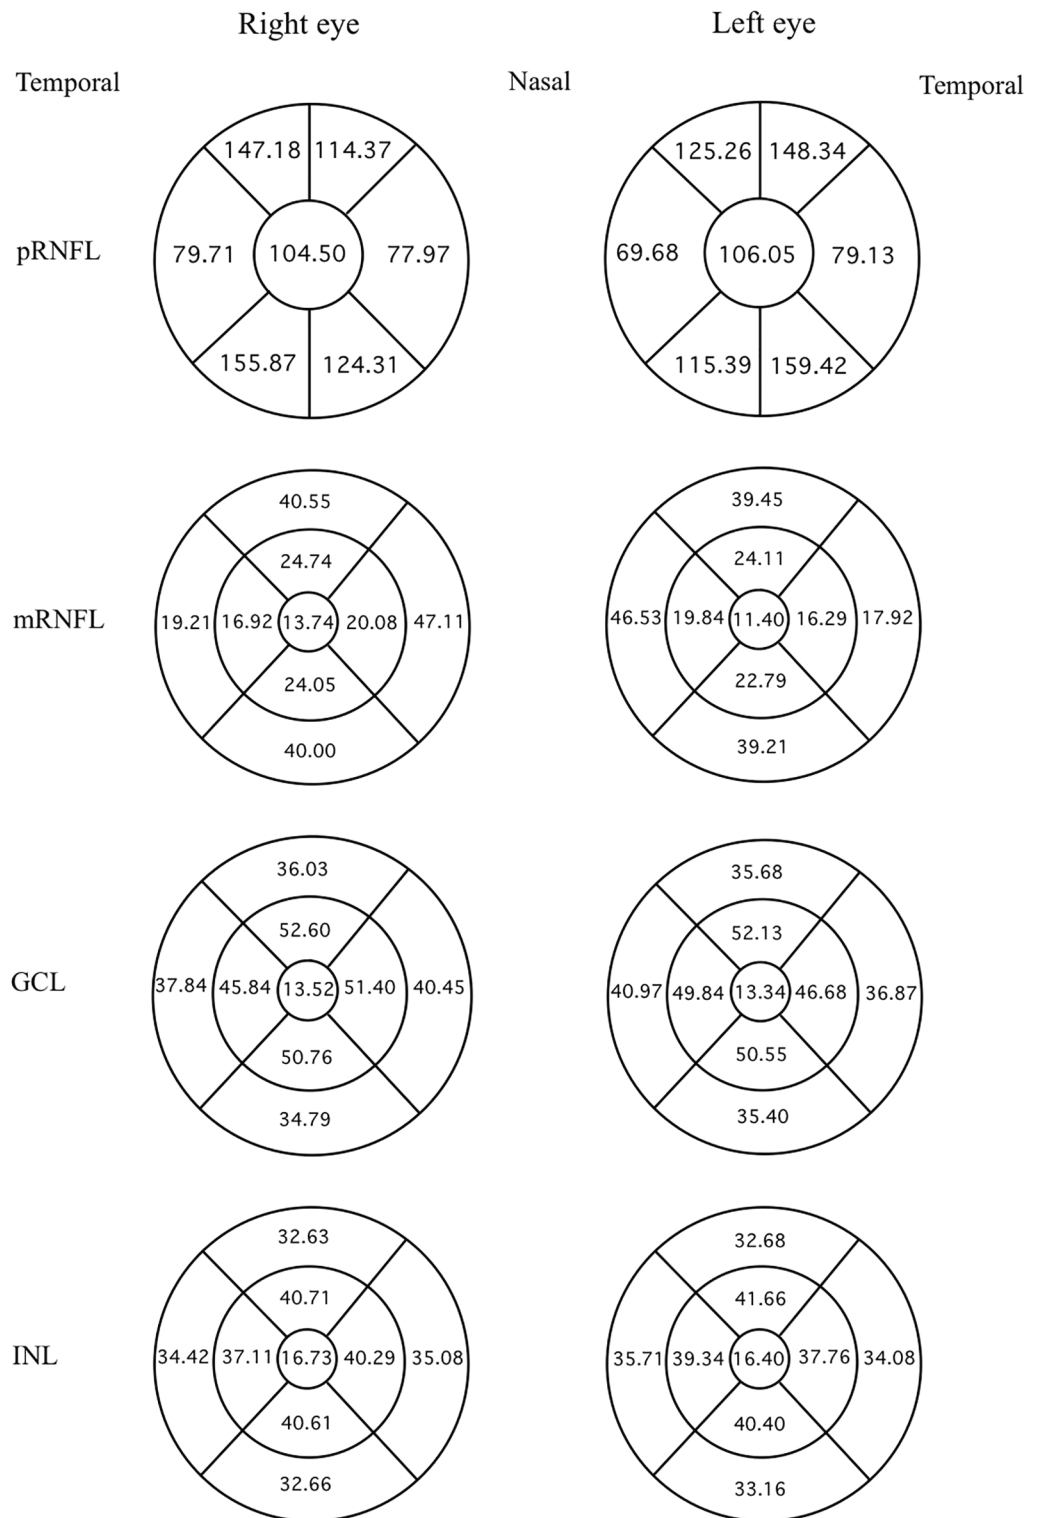 Right eye Left eye
Temporal Nasal Temporal
147.18 114.37 125.26 148.34
pRNFL 79.71 104.50 77.97 69.68 106.05 79.13
155.87 124.31 115.39 159.42
40.55 39.45
24.74 24.11
mRNFL 19.21 16.92 13.74 20.08 47.11 46.53 19.84 11.40 16.29 17.92
24.05 22.79
40.00 39.21
36.03 35.68
52.60 52.13
GCL 37.84 45.84 13.52 51.40 40.45 40.97 49.84 13.34 46.68 36.87
50.76 50.55
34.79 35.40
32.63 32.68
40.71 41.66
INL 34.42 37.11 16.73 40.29 35.08 35.71 39.34 16.40 37.76 34.08
40.61 40.40
32.66 33.16